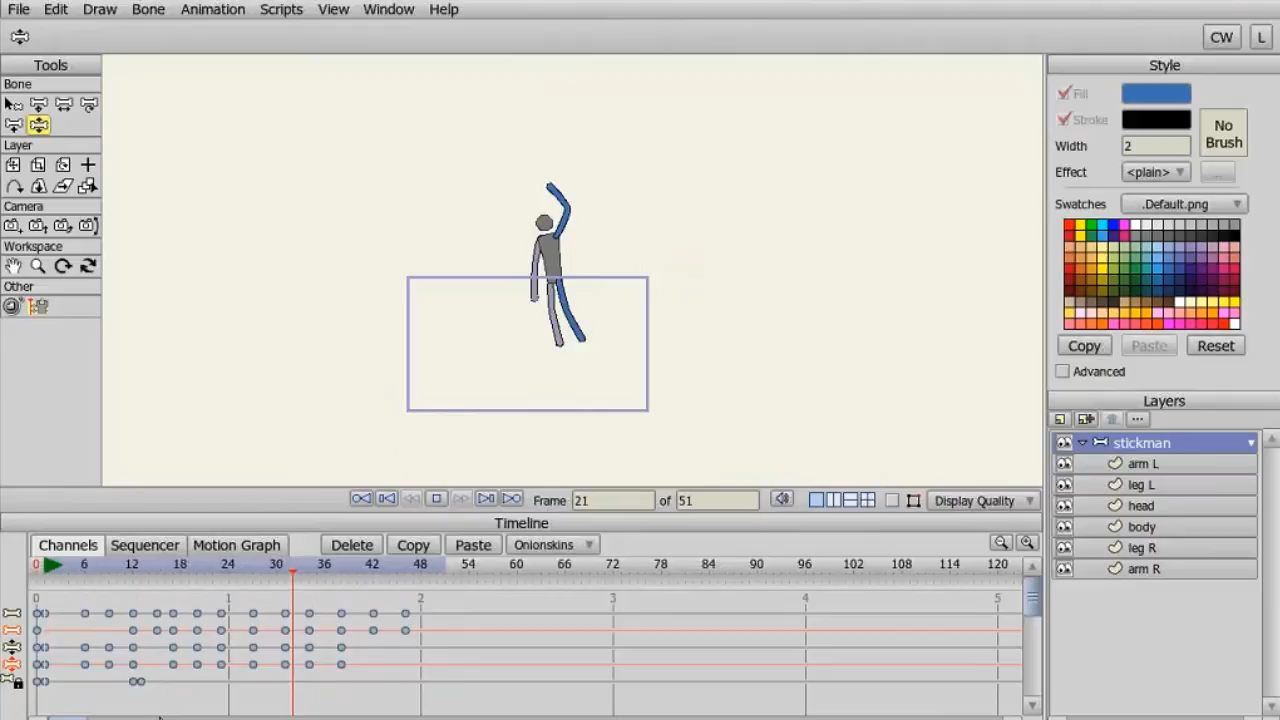 File Edit Draw Bone Animation Scripts View Window Help
CW L
Tools
Bone
Layer
Camera
Workspace
Other
Style
Fill
Stroke
No Brush
Width 2
Effect <plain> ...
Swatches .Default.png
Copy Paste Reset
Advanced
Layers
...
stickman
arm L
leg L
head
body
leg R
arm R
Frame 21 of 51 Display Quality
Timeline
Channels Sequencer Motion Graph Delete Copy Paste Onionskins
0 6 12 18 24 30 36 42 48 54 60 66 72 78 84 90 96 102 108 114 120
0 1 2 3 4 5